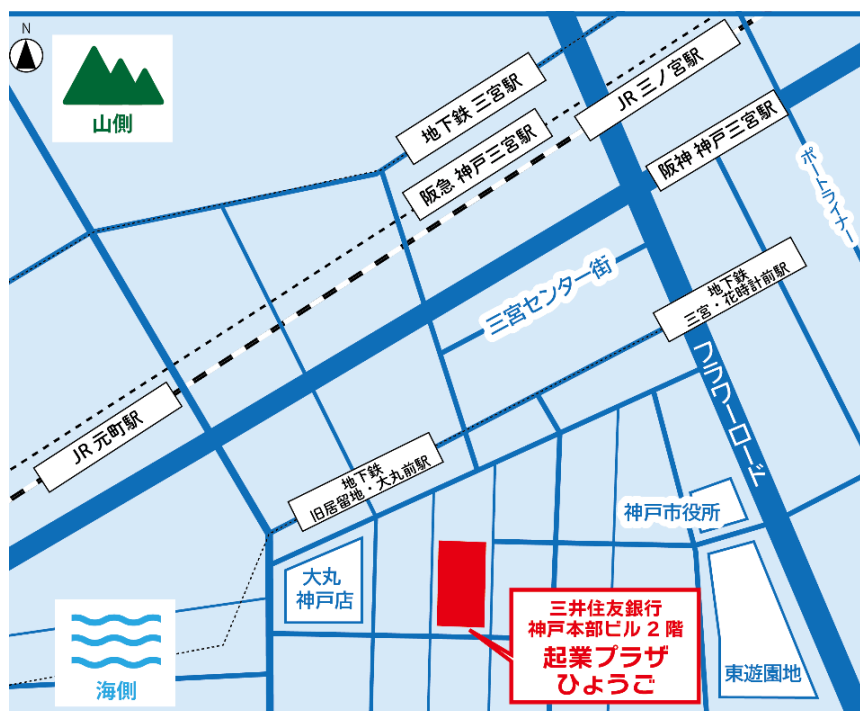 N
山側
地下鉄 三宮駅
JR 三ノ宮駅
阪急 神戸三宮駅
阪神 神戸三宮駅
ポートライナー
地下鉄
三宮・花時計前駅
三宮センター街
フラワーロード
JR 元町駅
地下鉄
旧居留地・大丸前駅
神戸市役所
大丸
神戸店
三井住友銀行
神戸本部ビル 2 階
起業プラザ
ひょうご
東遊園地
海側